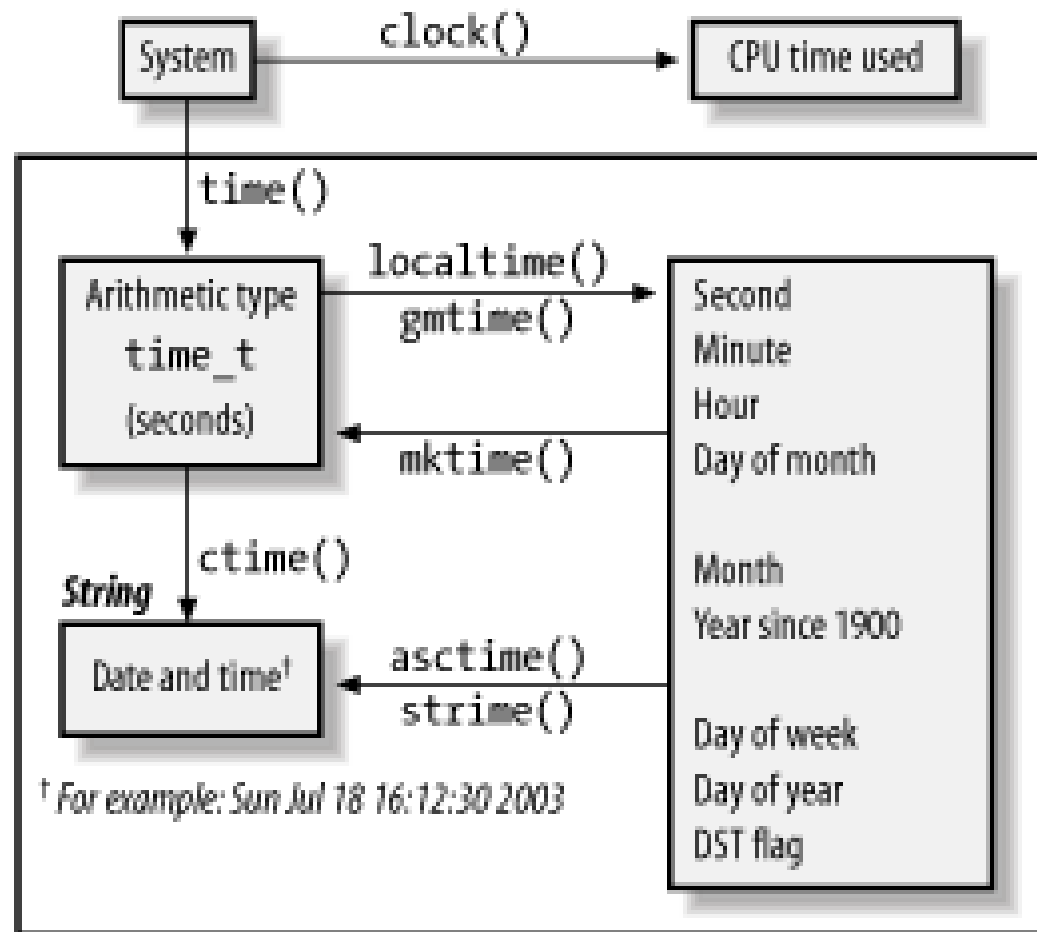 System
clock()
CPU time used
time()
Arithmetic type
time_t
(seconds)
localtime()
gmtime()
mktime()
Second
Minute
Hour
Day of month
Month
Year since 1900
Day of week
Day of year
DST flag
ctime()
String
Date and time†
asctime()
strime()
† For example: Sun Jul 18 16:12:30 2003